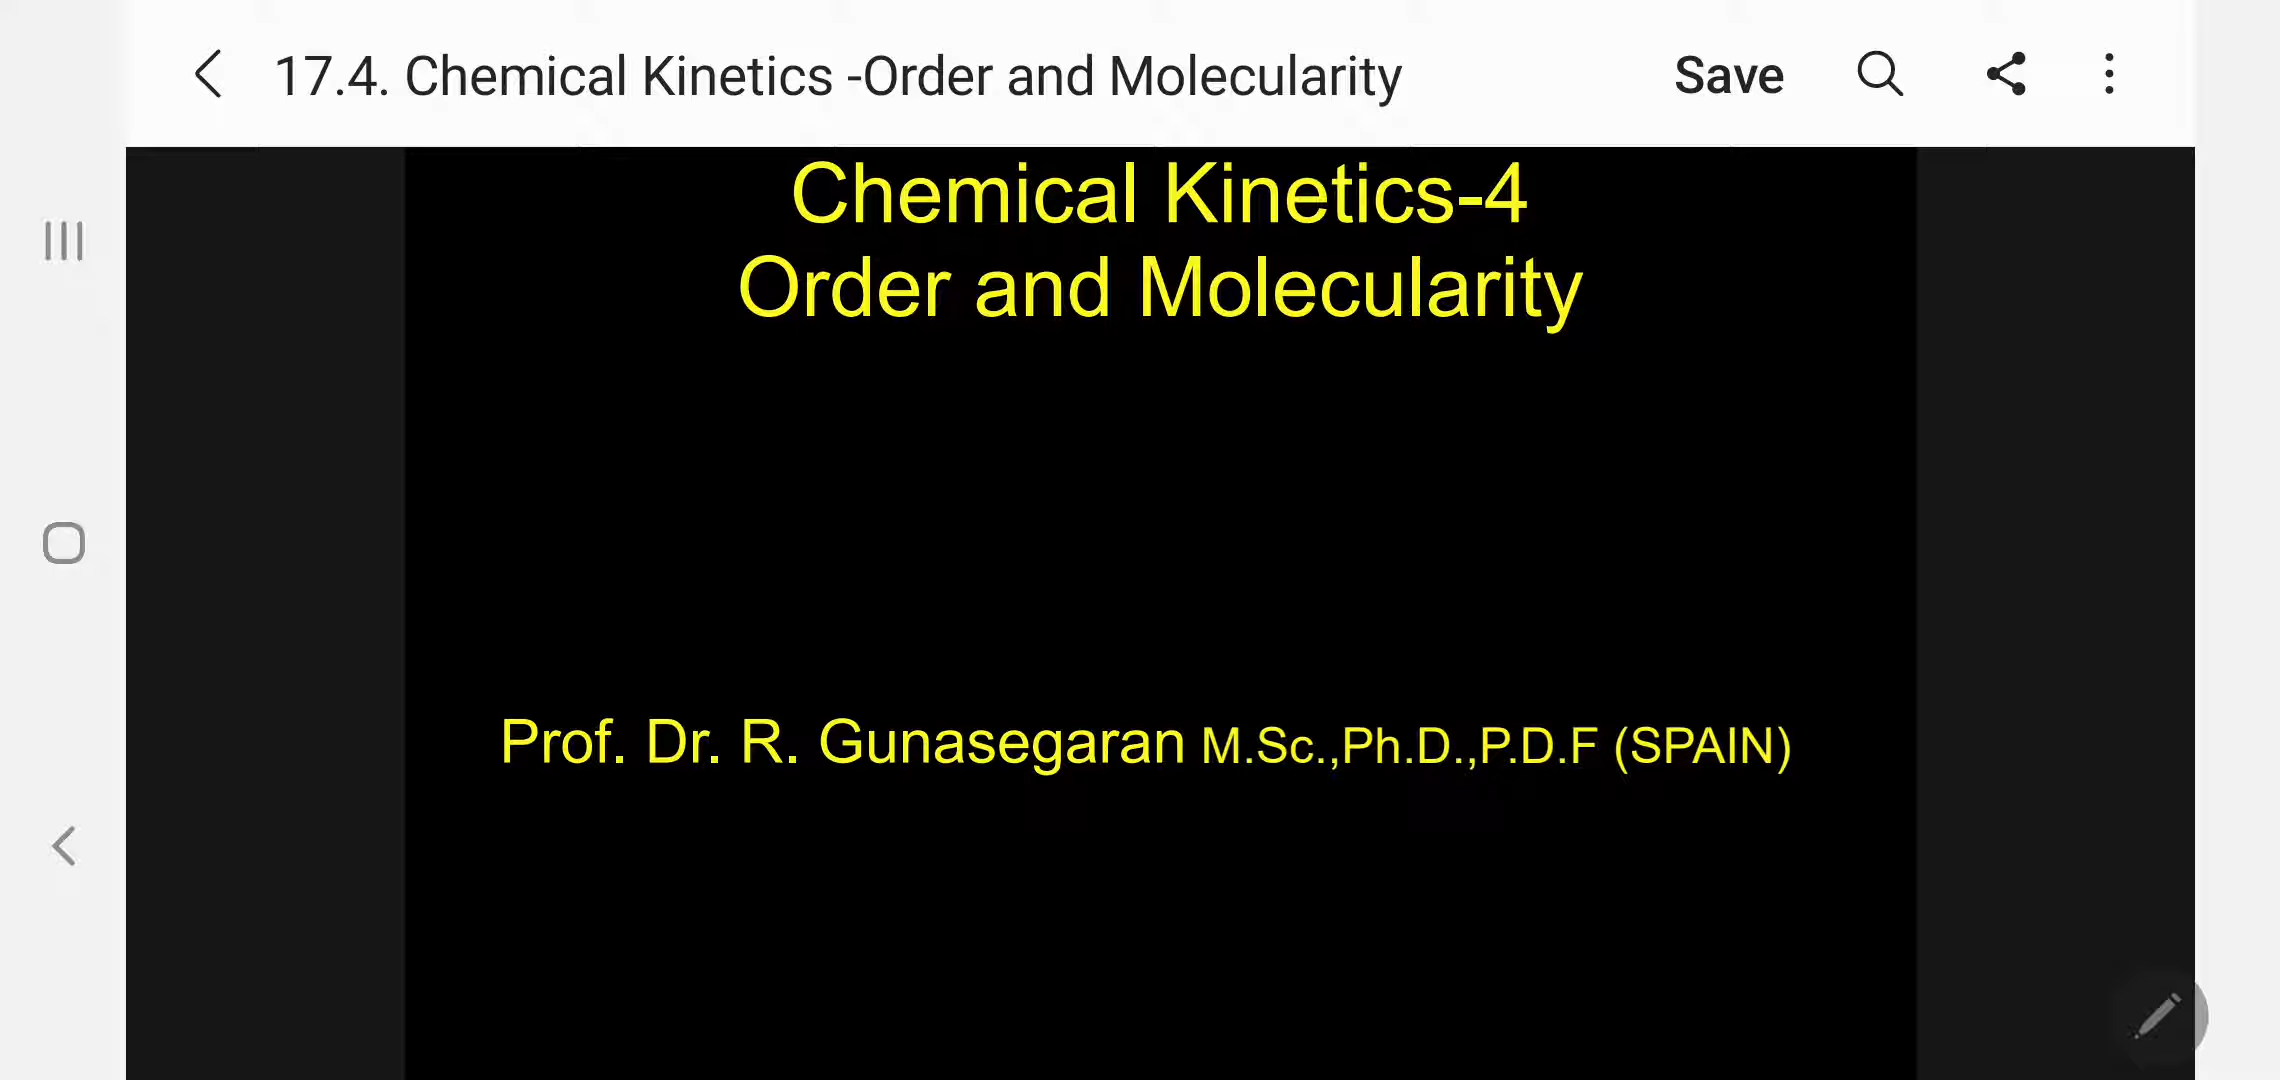 17.4. Chemical Kinetics -Order and Molecularity
Save
Chemical Kinetics-4
Order and Molecularity
Prof. Dr. R. Gunasegaran M.Sc.,Ph.D.,P.D.F (SPAIN)